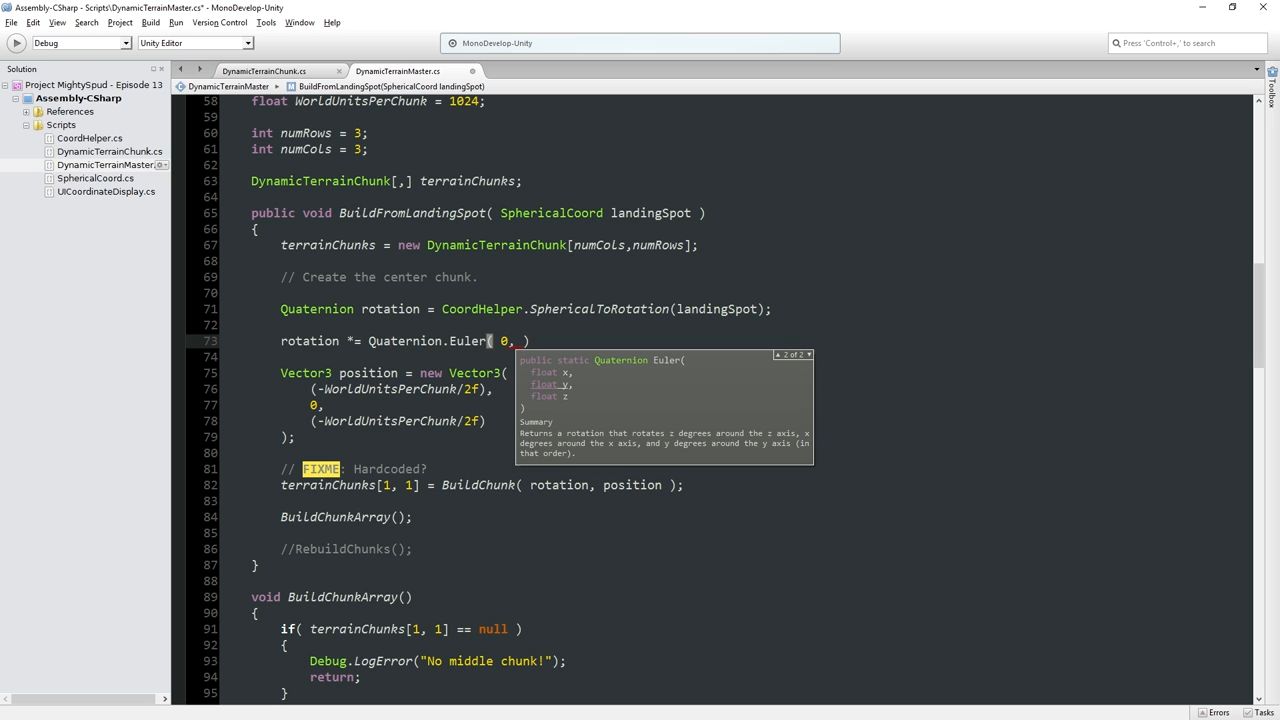 Assembly-CSharp - Scripts\DynamicTerrainMaster.cs* - MonoDevelop-Unity
File Edit View Search Project Build Run Version Control Tools Window Help
Debug Unity Editor MonoDevelop-Unity Press 'Control+,' to search
Solution
Project MightySpud - Episode 13
Assembly-CSharp
References
Scripts
CoordHelper.cs
DynamicTerrainChunk.cs
DynamicTerrainMaster.
SphericalCoord.cs
UICoordinateDisplay.cs
DynamicTerrainChunk.cs DynamicTerrainMaster.cs
DynamicTerrainMaster BuildFromLandingSpot(SphericalCoord landingSpot)
58 float WorldUnitsPerChunk = 1024;
59
60 int numRows = 3;
61 int numCols = 3;
62
63 DynamicTerrainChunk[,] terrainChunks;
64
65 public void BuildFromLandingSpot( SphericalCoord landingSpot )
66 {
67 terrainChunks = new DynamicTerrainChunk[numCols,numRows];
68
69 // Create the center chunk.
70
71 Quaternion rotation = CoordHelper.SphericalToRotation(landingSpot);
72
73 rotation *= Quaternion.Euler( 0, )
74
75 Vector3 position = new Vector3(
76 (-WorldUnitsPerChunk/2f),
77 0,
78 (-WorldUnitsPerChunk/2f)
79 );
80
81 // FIXME: Hardcoded?
82 terrainChunks[1, 1] = BuildChunk( rotation, position );
83
84 BuildChunkArray();
85
86 //RebuildChunks();
87 }
88
89 void BuildChunkArray()
90 {
91 if( terrainChunks[1, 1] == null )
92 {
93 Debug.LogError("No middle chunk!");
94 return;
95 }
▲ 2 of 2 ▼
public static Quaternion Euler(
float x,
float y,
float z
)
Summary
Returns a rotation that rotates z degrees around the z axis, x
degrees around the x axis, and y degrees around the y axis (in
that order).
Toolbox
Errors Tasks